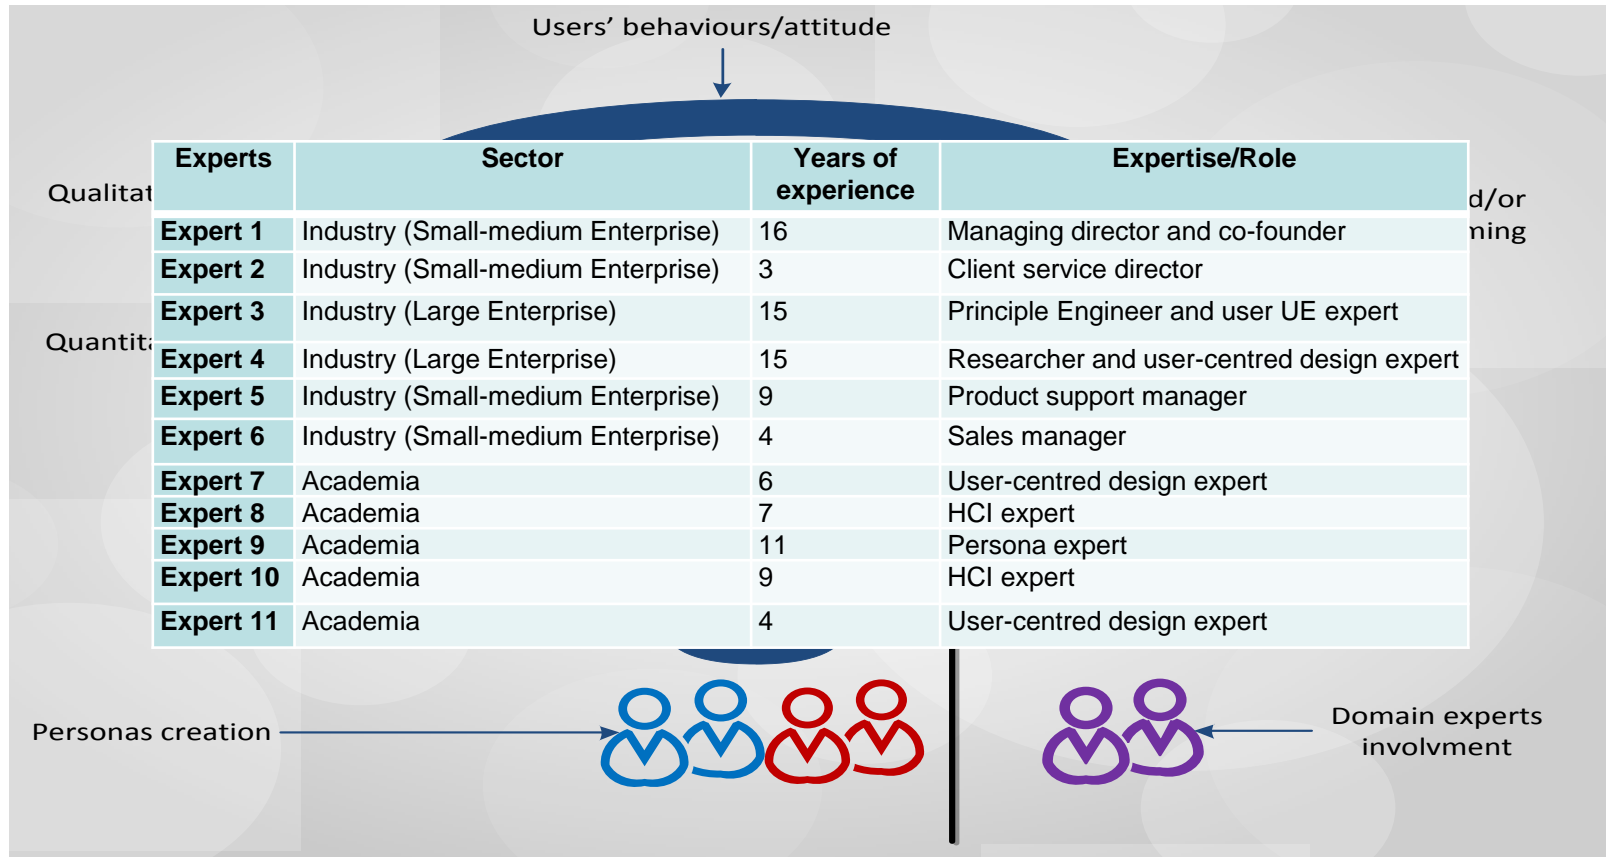 Users’ behaviours/attitude
Experts Sector Years of experience Expertise/Role
Expert 1 Industry (Small-medium Enterprise) 16 Managing director and co-founder
Expert 2 Industry (Small-medium Enterprise) 3 Client service director
Expert 3 Industry (Large Enterprise) 15 Principle Engineer and user UE expert
Expert 4 Industry (Large Enterprise) 15 Researcher and user-centred design expert
Expert 5 Industry (Small-medium Enterprise) 9 Product support manager
Expert 6 Industry (Small-medium Enterprise) 4 Sales manager
Expert 7 Academia 6 User-centred design expert
Expert 8 Academia 7 HCI expert
Expert 9 Academia 11 Persona expert
Expert 10 Academia 9 HCI expert
Expert 11 Academia 4 User-centred design expert
Personas creation
Domain experts
involvment